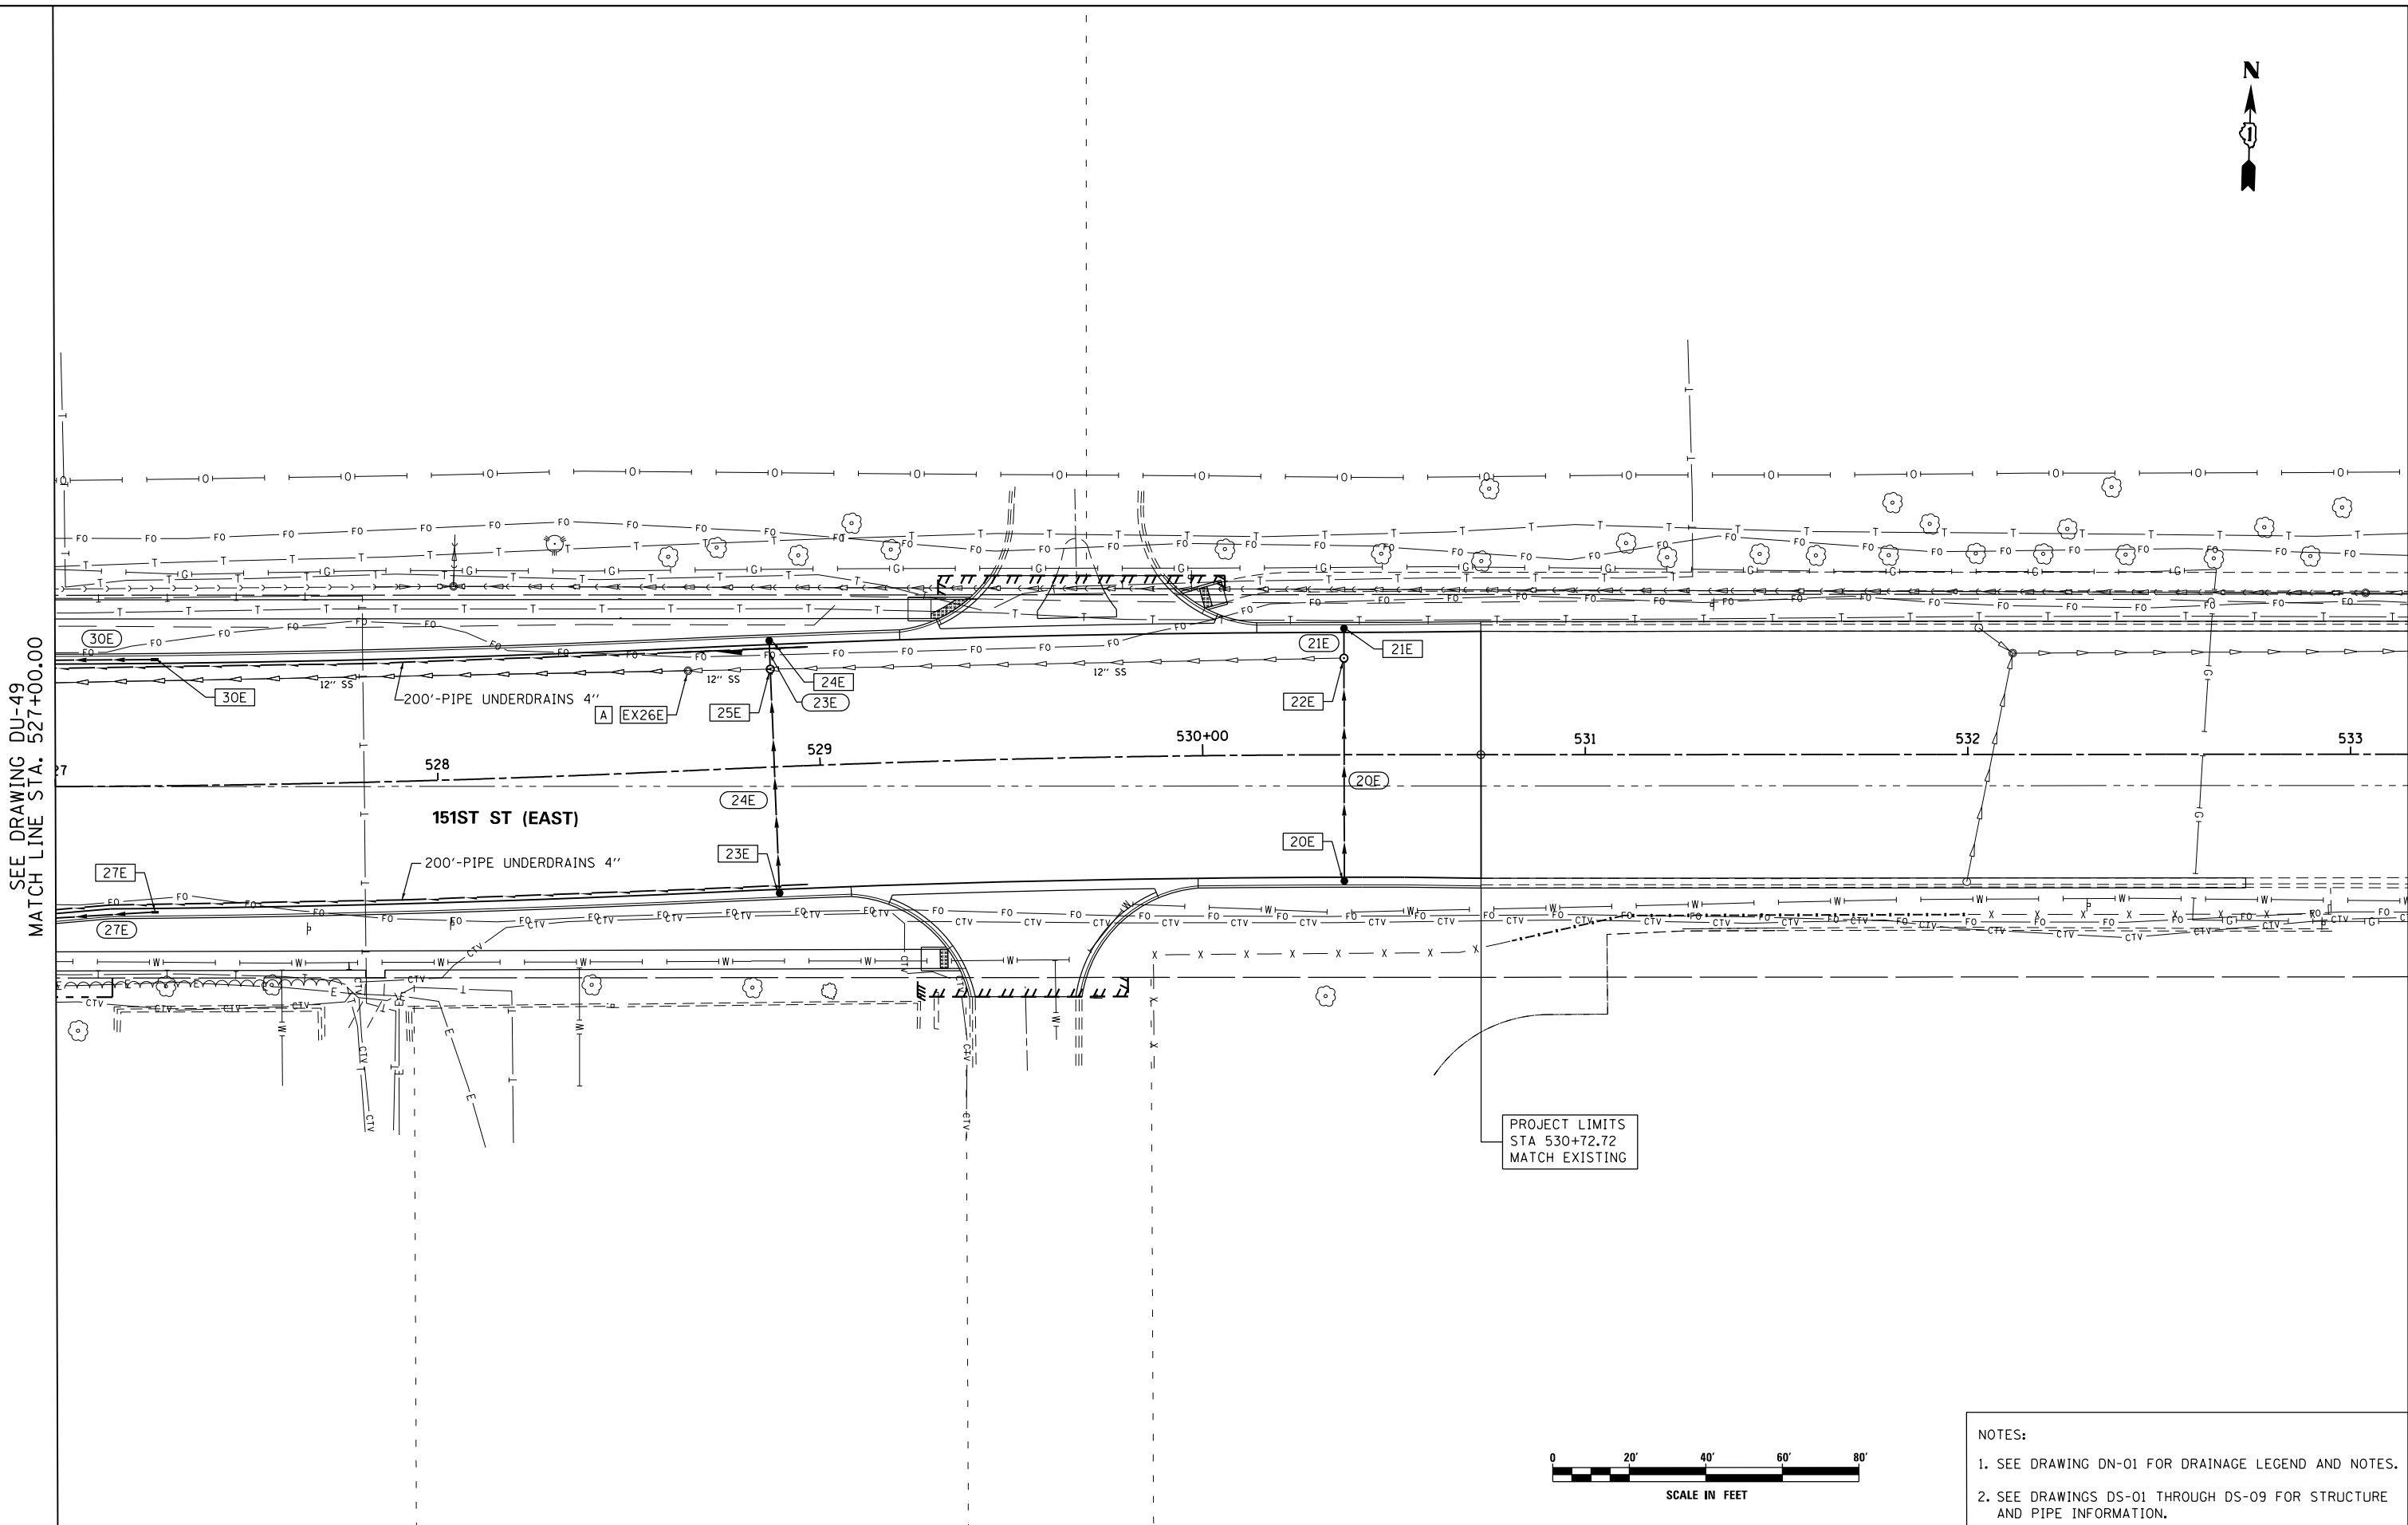 N
1
SEE DRAWING DU-49
MATCH LINE STA. 527+00.00
30E
30E
12'' SS
200'-PIPE UNDERDRAINS 4''
A
EX26E
12'' SS
25E
24E
23E
12'' SS
21E
21E
22E
27
528
529
530+00
531
532
533
151ST ST (EAST)
24E
20E
23E
20E
200'-PIPE UNDERDRAINS 4''
27E
27E
PROJECT LIMITS
STA 530+72.72
MATCH EXISTING
0 20' 40' 60' 80'
SCALE IN FEET
NOTES:
1. SEE DRAWING DN-01 FOR DRAINAGE LEGEND AND NOTES.
2. SEE DRAWINGS DS-01 THROUGH DS-09 FOR STRUCTURE
AND PIPE INFORMATION.